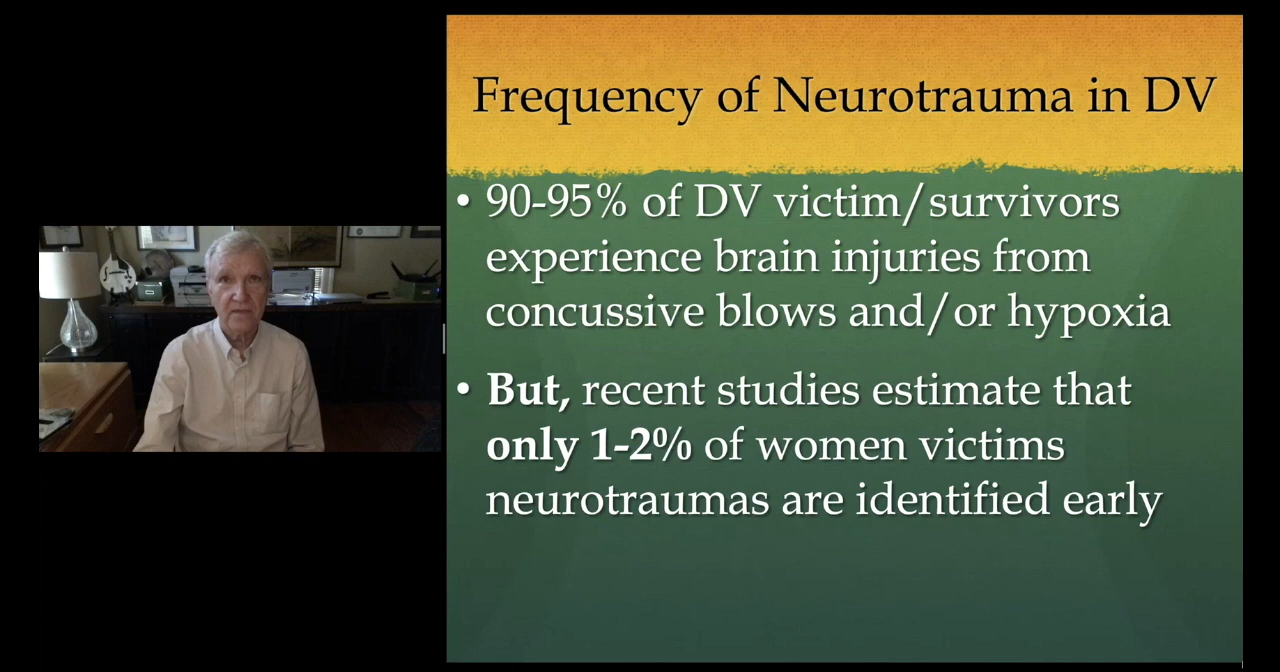 Frequency of Neurotrauma in DV
• 90-95% of DV victim/survivors
experience brain injuries from
concussive blows and/or hypoxia
• But, recent studies estimate that
only 1-2% of women victims
neurotraumas are identified early